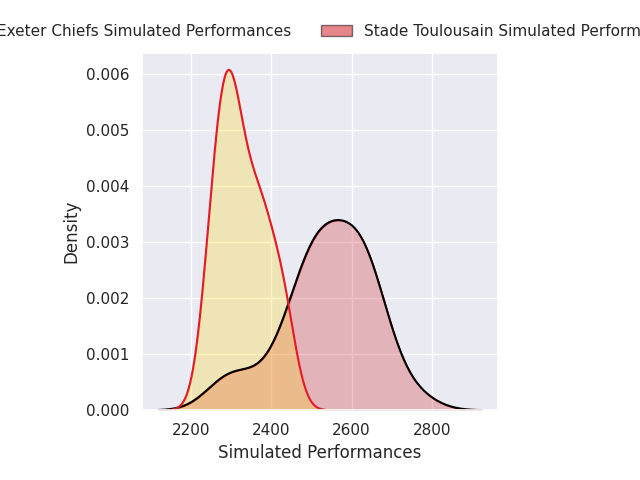 Exeter Chiefs Simulated Performances
Stade Toulousain Simulated Perform
0.006
0.005
0.004
0.003
0.002
0.001
0.000
Density
2200 2400 2600 2800
Simulated Performances